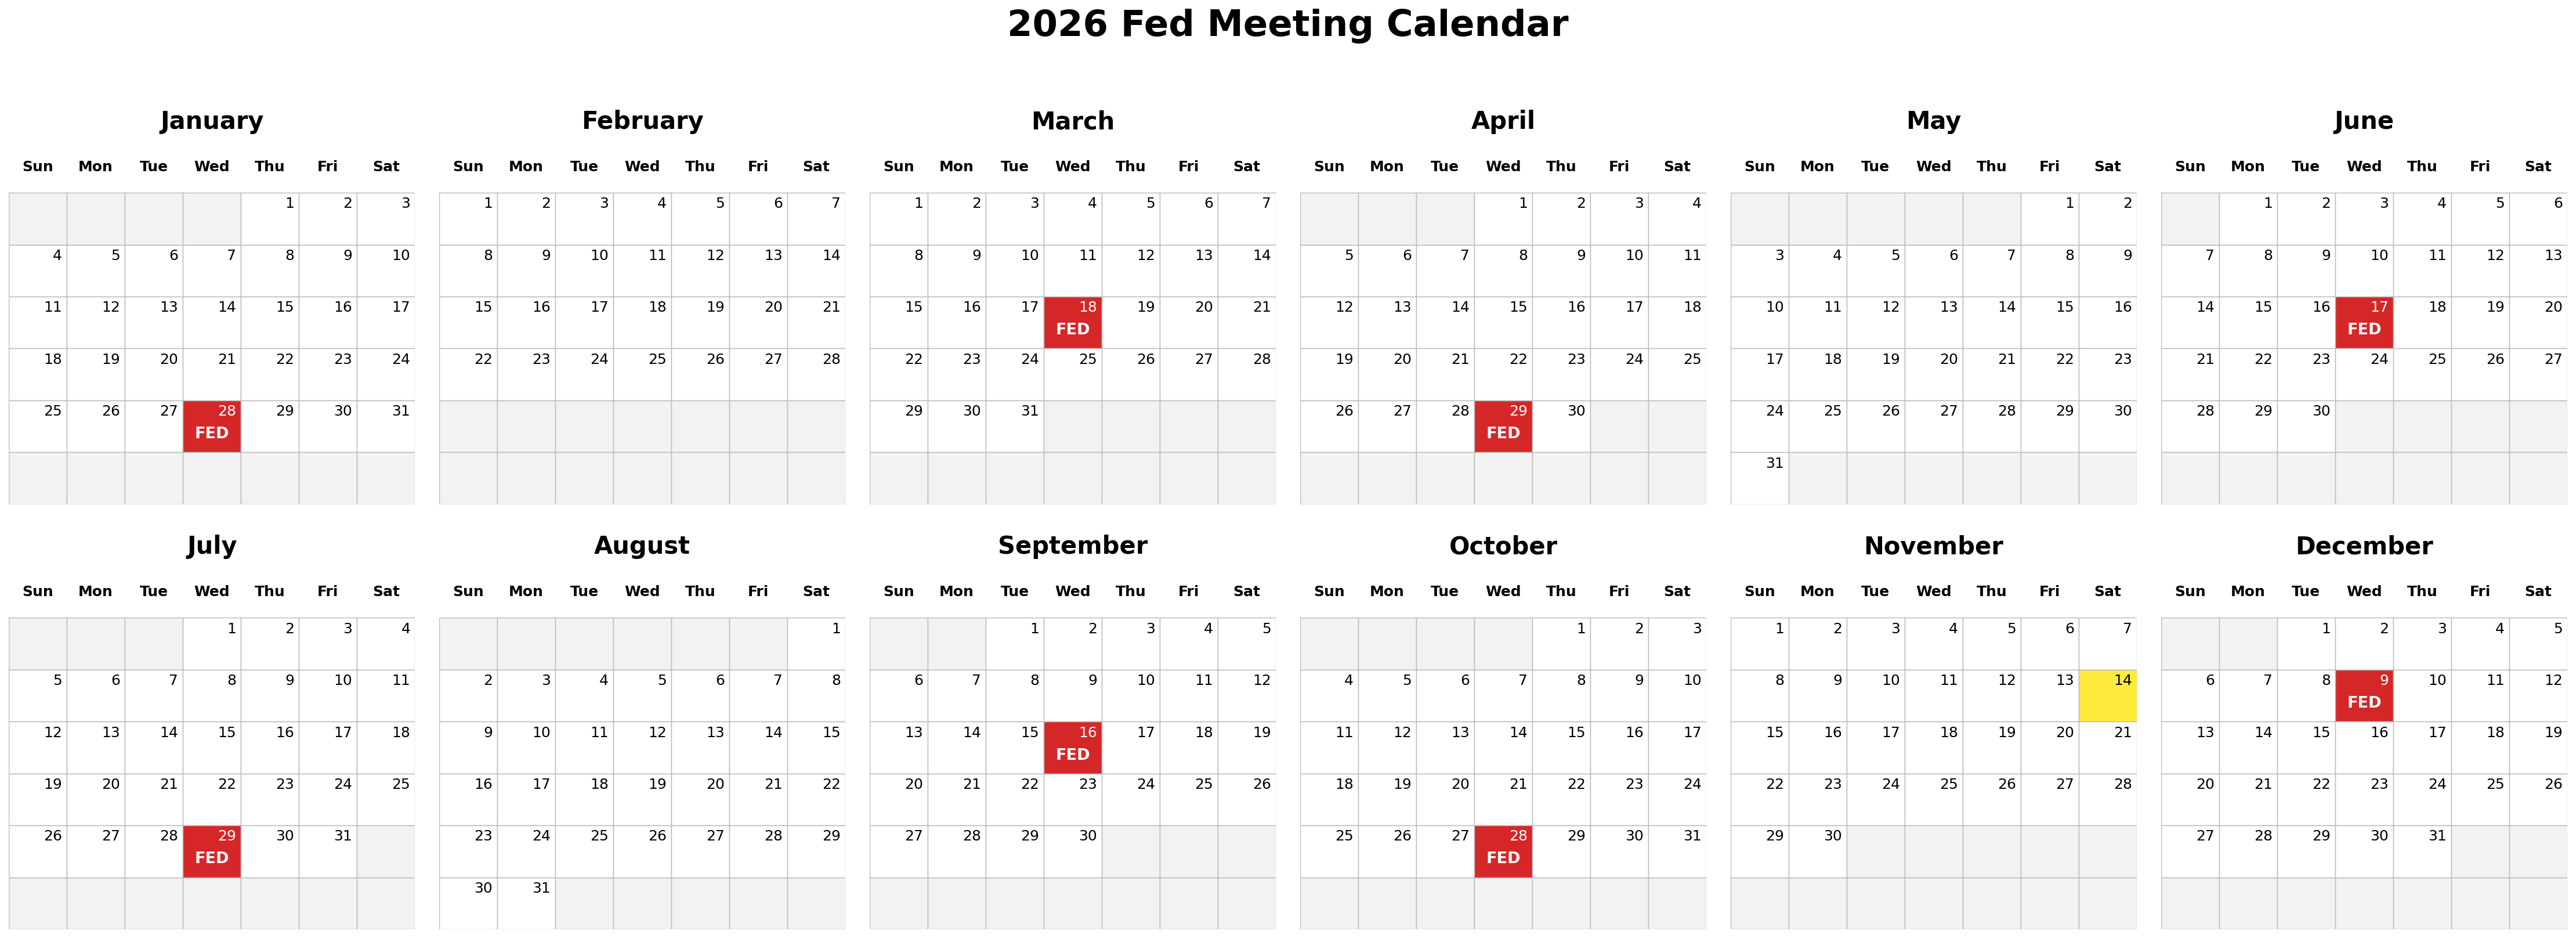 2026 Fed Meeting Calendar
January February March April May June
Sun Mon Tue Wed Thu Fri Sat Sun Mon Tue Wed Thu Fri Sat Sun Mon Tue Wed Thu Fri Sat Sun Mon Tue Wed Thu Fri Sat Sun Mon Tue Wed Thu Fri Sat Sun Mon Tue Wed Thu Fri Sat
1 2 3 1 2 3 4 5 6 7 1 2 3 4 5 6 7 1 2 3 4 1 2 1 2 3 4 5 6
4 5 6 7 8 9 10 8 9 10 11 12 13 14 8 9 10 11 12 13 14 5 6 7 8 9 10 11 3 4 5 6 7 8 9 7 8 9 10 11 12 13
11 12 13 14 15 16 17 15 16 17 18 19 20 21 15 16 17 18 19 20 21 12 13 14 15 16 17 18 10 11 12 13 14 15 16 14 15 16 17 18 19 20
FED FED
18 19 20 21 22 23 24 22 23 24 25 26 27 28 22 23 24 25 26 27 28 19 20 21 22 23 24 25 17 18 19 20 21 22 23 21 22 23 24 25 26 27
25 26 27 28 29 30 31 29 30 31 26 27 28 29 30 24 25 26 27 28 29 30 28 29 30
FED FED
31
July August September October November December
Sun Mon Tue Wed Thu Fri Sat Sun Mon Tue Wed Thu Fri Sat Sun Mon Tue Wed Thu Fri Sat Sun Mon Tue Wed Thu Fri Sat Sun Mon Tue Wed Thu Fri Sat Sun Mon Tue Wed Thu Fri Sat
1 2 3 4 1 1 2 3 4 5 1 2 3 1 2 3 4 5 6 7 1 2 3 4 5
5 6 7 8 9 10 11 2 3 4 5 6 7 8 6 7 8 9 10 11 12 4 5 6 7 8 9 10 8 9 10 11 12 13 14 6 7 8 9 10 11 12
FED
12 13 14 15 16 17 18 9 10 11 12 13 14 15 13 14 15 16 17 18 19 11 12 13 14 15 16 17 15 16 17 18 19 20 21 13 14 15 16 17 18 19
FED
19 20 21 22 23 24 25 16 17 18 19 20 21 22 20 21 22 23 24 25 26 18 19 20 21 22 23 24 22 23 24 25 26 27 28 20 21 22 23 24 25 26
26 27 28 29 30 31 23 24 25 26 27 28 29 27 28 29 30 25 26 27 28 29 30 31 29 30 27 28 29 30 31
FED FED
30 31